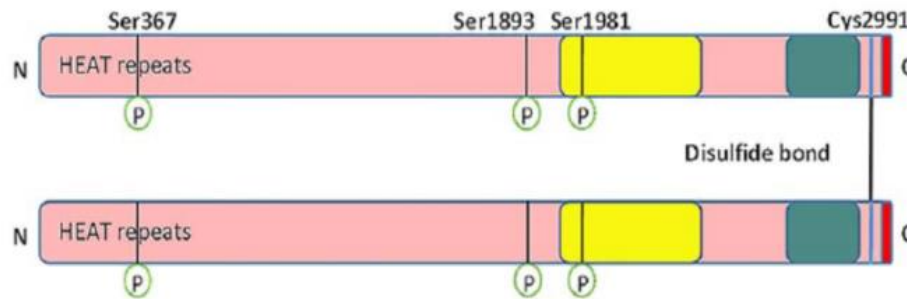 Ser367 Ser1893 Ser1981 Cys2991
N HEAT repeats
P P P
Disulfide bond
N HEAT repeats
P P P